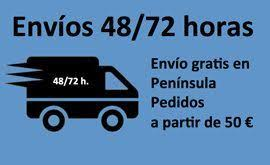 Envíos 48/72 horas
48/72 h.
Envío gratis en
Península
Pedidos
a partir de 50 €